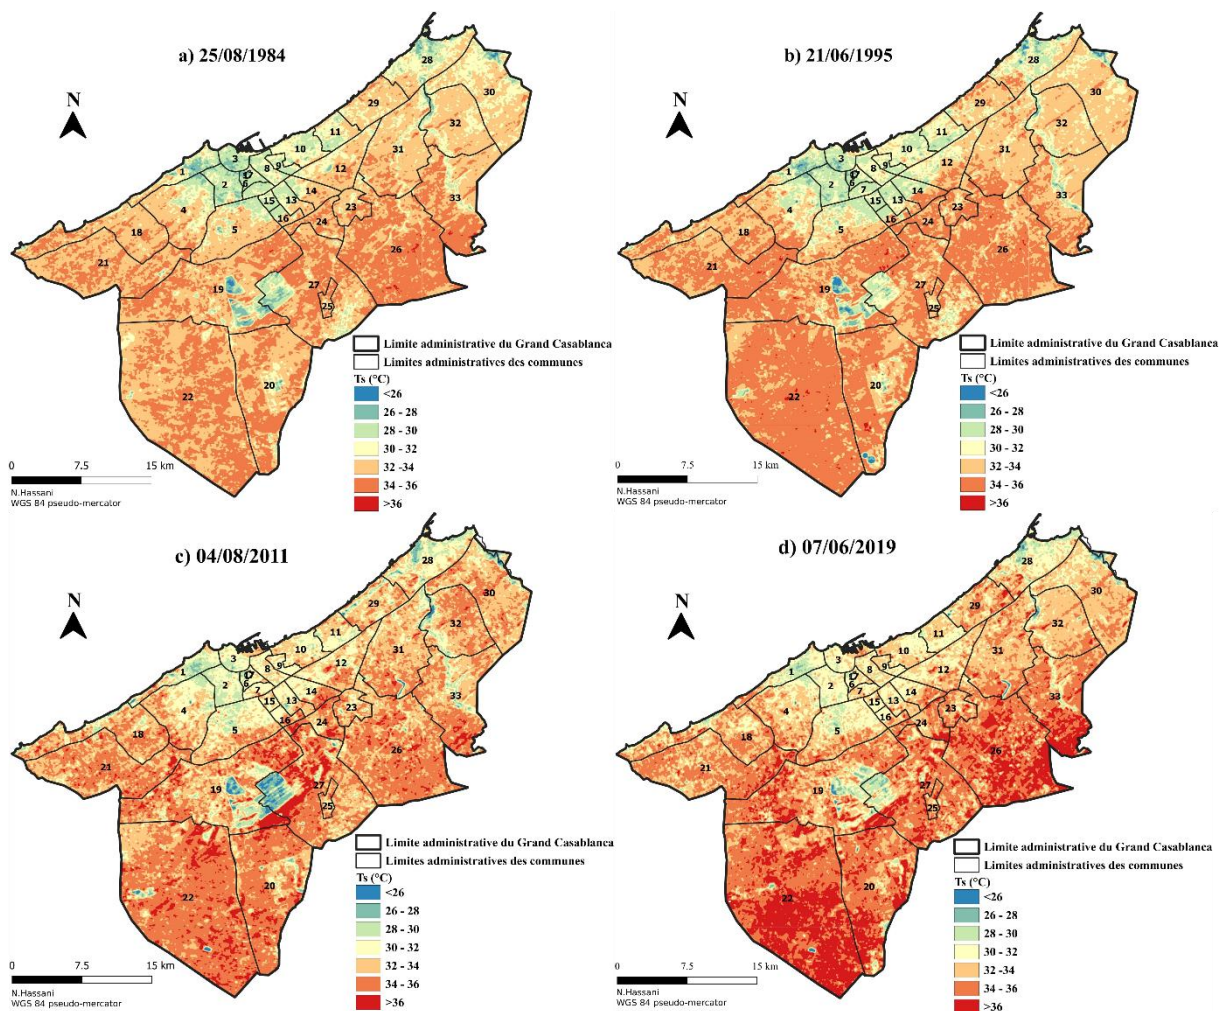 a) 25/08/1984
N
28
30
29
32
11
10
31
3
8
9
12
1
17
6
2
14
33
15
13
4
23
16
24
18
5
26
21
19
27
25
20
22
Limite administrative du Grand Casablanca
Limites administratives des communes
Ts (°C)
<26
26 - 28
28 - 30
30 - 32
32 -34
34 - 36
>36
0 7.5 15 km
N.Hassani
WGS 84 pseudo-mercator
b) 21/06/1995
N
28
30
29
32
11
10
31
3
8
9
12
1
17
6
2
7
14
33
15
13
4
23
16
24
18
5
26
21
19
27
25
20
22
Limite administrative du Grand Casablanca
Limites administratives des communes
Ts (°C)
<26
26 - 28
28 - 30
30 - 32
32 -34
34 - 36
>36
0 7.5 15 km
N.Hassani
WGS 84 pseudo-mercator
c) 04/08/2011
N
28
30
29
32
11
10
31
3
8
9
12
1
17
6
2
7
14
33
15
13
4
23
16
24
18
5
26
21
19
27
25
20
22
Limite administrative du Grand Casablanca
Limites administratives des communes
Ts (°C)
<26
26 - 28
28 - 30
30 - 32
32 -34
34 - 36
>36
0 7.5 15 km
N.Hassani
WGS 84 pseudo-mercator
d) 07/06/2019
N
28
30
29
32
11
10
31
3
8
9
12
1
17
6
2
7
14
33
15
13
4
23
16
24
18
5
26
21
19
27
25
20
22
Limite administrative du Grand Casablanca
Limites administratives des communes
Ts (°C)
<26
26 - 28
28 - 30
30 - 32
32 -34
34 - 36
>36
0 7.5 15 km
N.Hassani
WGS 84 pseudo-mercator